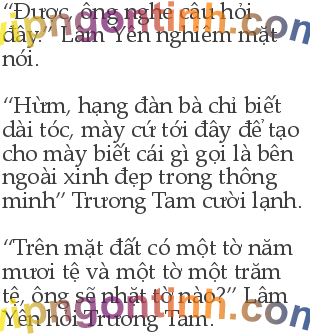 “Được, ông nghe câu hỏi
đây.” Lâm Yên nghiêm mặt
nói.
“Hừm, hạng đàn bà chỉ biết
dài tóc, mày cứ tới đây để tạo
cho mày biết cái gì gọi là bên
ngoài xinh đẹp trong thông
minh” Trương Tam cười lạnh.
“Trên mặt đất có một tờ năm
mươi tệ và một tờ một trăm
tệ, ông sẽ nhặt tờ nào?” Lâm
Yên hỏi Trương Tam.
vipngontinh.com
vipngontinh.com